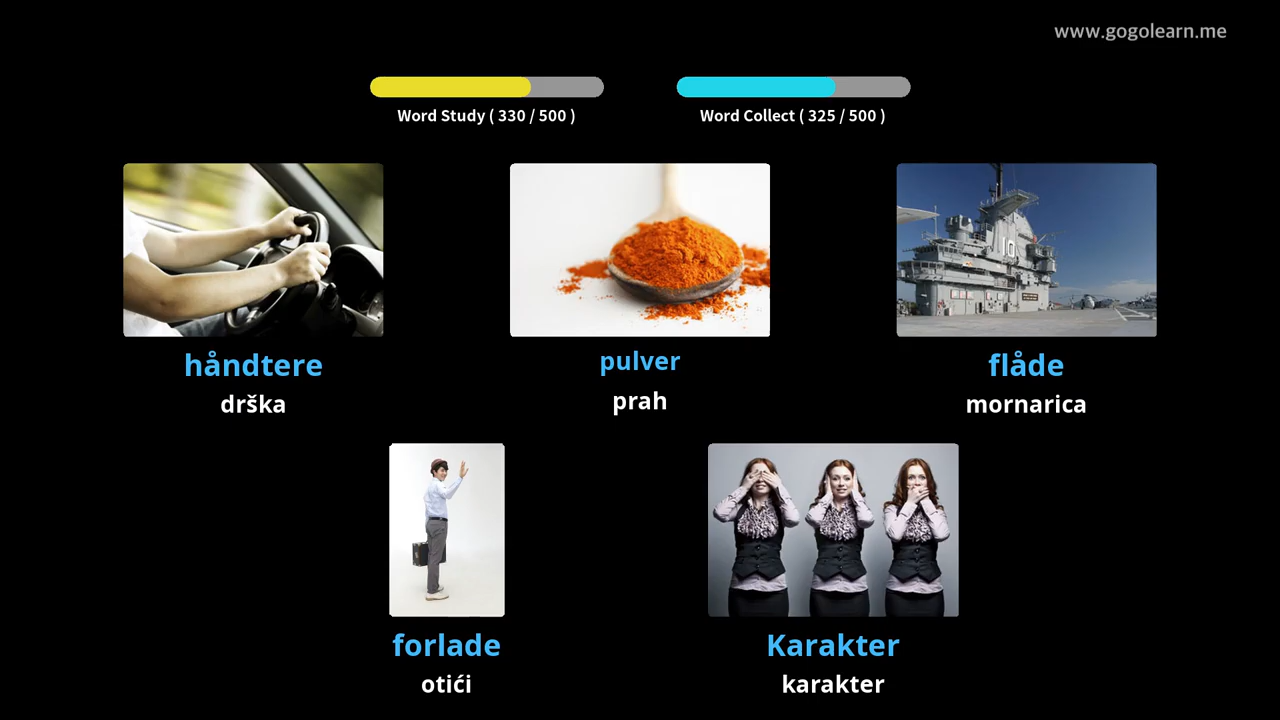 www.gogolearn.me
Word Study ( 330 / 500 )
Word Collect ( 325 / 500 )
håndtere
pulver
flåde
drška
prah
mornarica
forlade
Karakter
otići
karakter
10